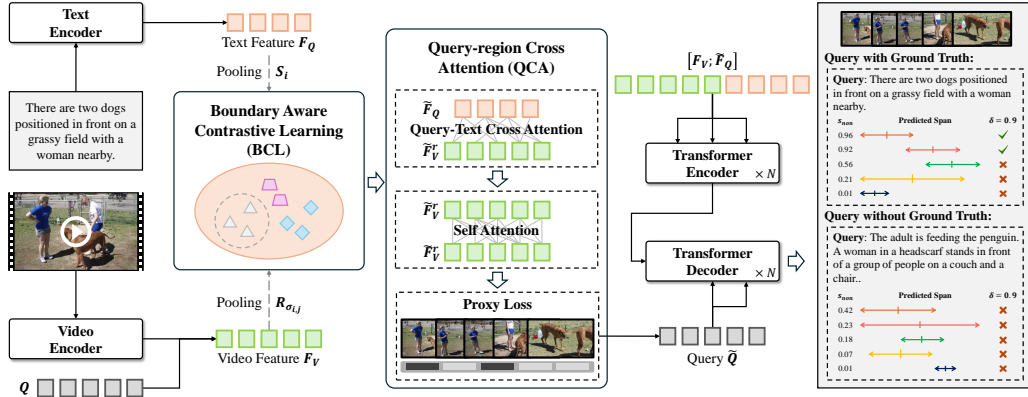 Text
Encoder
Text Feature F_Q
Pooling S_i
There are two dogs
positioned in front on a
grassy field with a
woman nearby.
Boundary Aware
Contrastive Learning
(BCL)
Pooling R_{σ_{i,j}}
Video
Encoder
Video Feature F_V
Q
Query-region Cross
Attention (QCA)
F̃_Q
Query-Text Cross Attention
F̃_V^r
F̃_V^r
Self Attention
F̃_V^r
Proxy Loss
[F_V; F̃_Q]
Transformer
Encoder × N
Transformer
Decoder × N
Query Q̃
Query with Ground Truth:
Query: There are two dogs positioned
in front on a grassy field with a woman
nearby.
s_nos Predicted Span δ = 0.9
0.96
0.92
0.56
0.21
0.01
Query without Ground Truth:
Query: The adult is feeding the penguin.
A woman in a headscarf stands in front
of a group of people on a couch and a
chair..
s_nos Predicted Span δ = 0.9
0.42
0.23
0.18
0.07
0.01